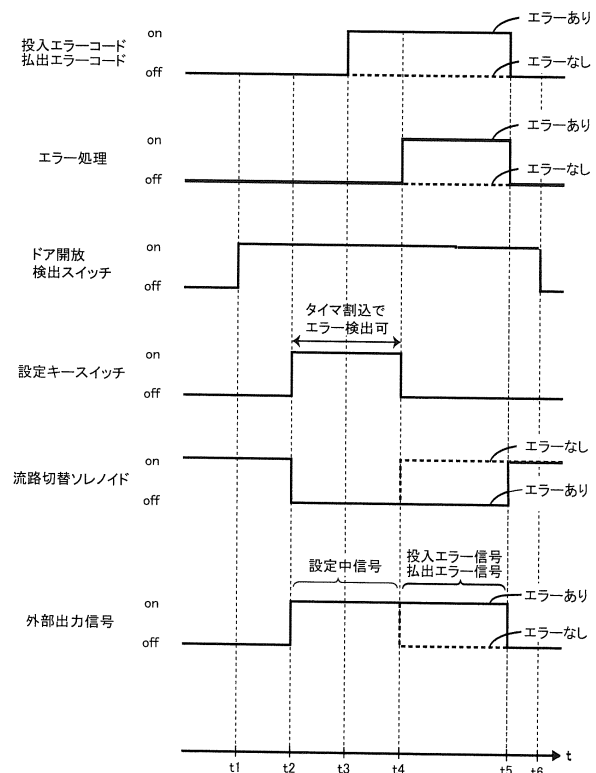 投入エラーコード
払出エラーコード
on
off
エラーあり
エラーなし
エラー処理
on
off
エラーあり
エラーなし
ドア開放
検出スイッチ
on
off
タイマ割込で
エラー検出可
設定キースイッチ
on
off
流路切替ソレノイド
on
off
エラーなし
エラーあり
設定中信号
投入エラー信号
払出エラー信号
外部出力信号
on
off
エラーあり
エラーなし
t
t1 t2 t3 t4 t5 t6